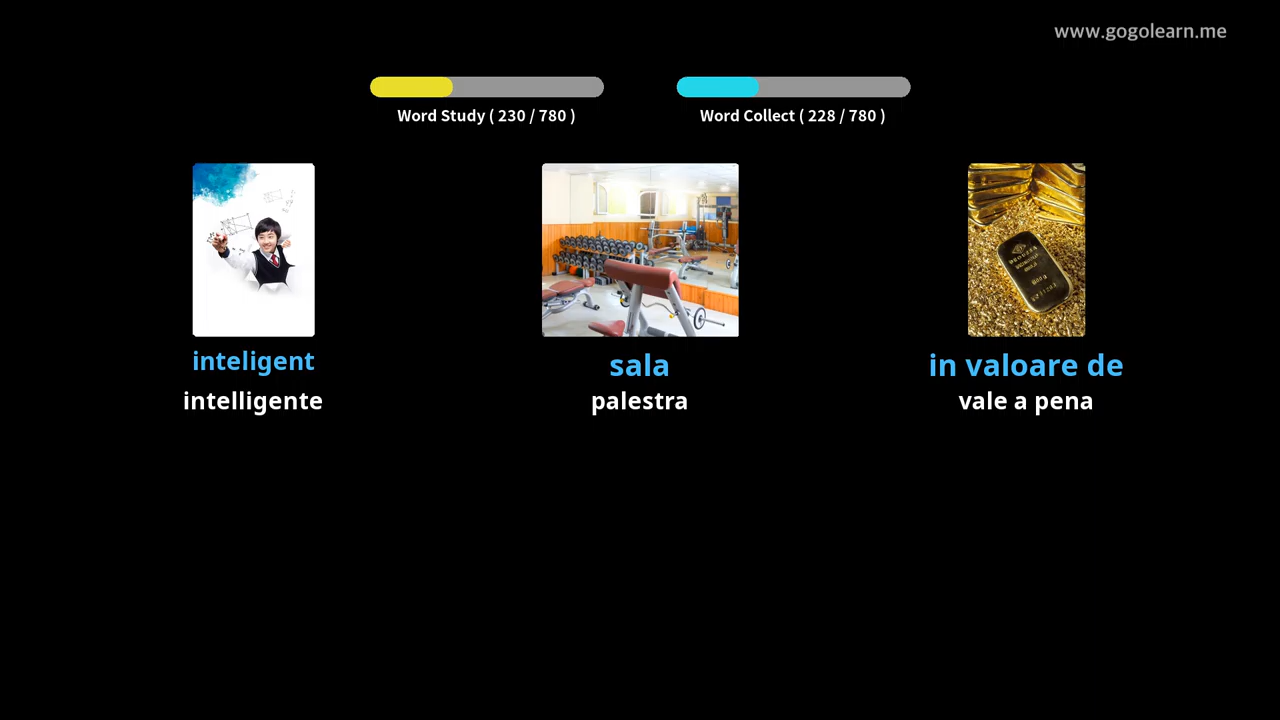 www.gogolearn.me
Word Study ( 230 / 780 )
Word Collect ( 228 / 780 )
inteligent
sala
in valoare de
intelligente
palestra
vale a pena